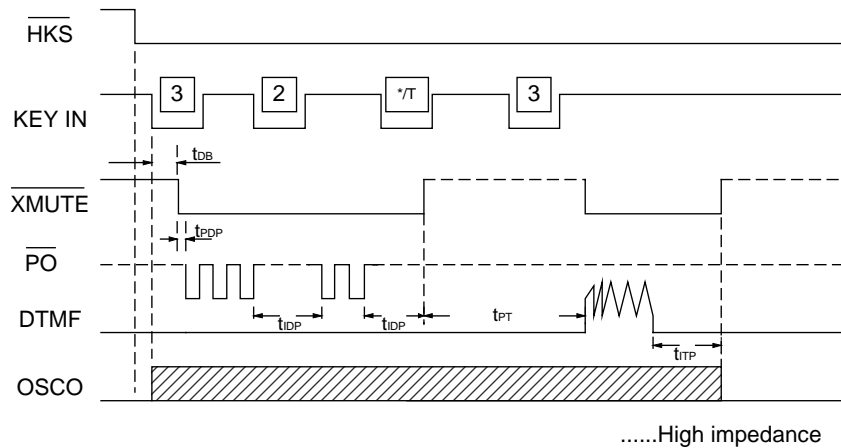 HKS
3 2 */T 3
KEY IN
tDB
XMUTE
tPDP
PO
DTMF
tIDP tIDP tPT
tITP
OSCO
......High impedance